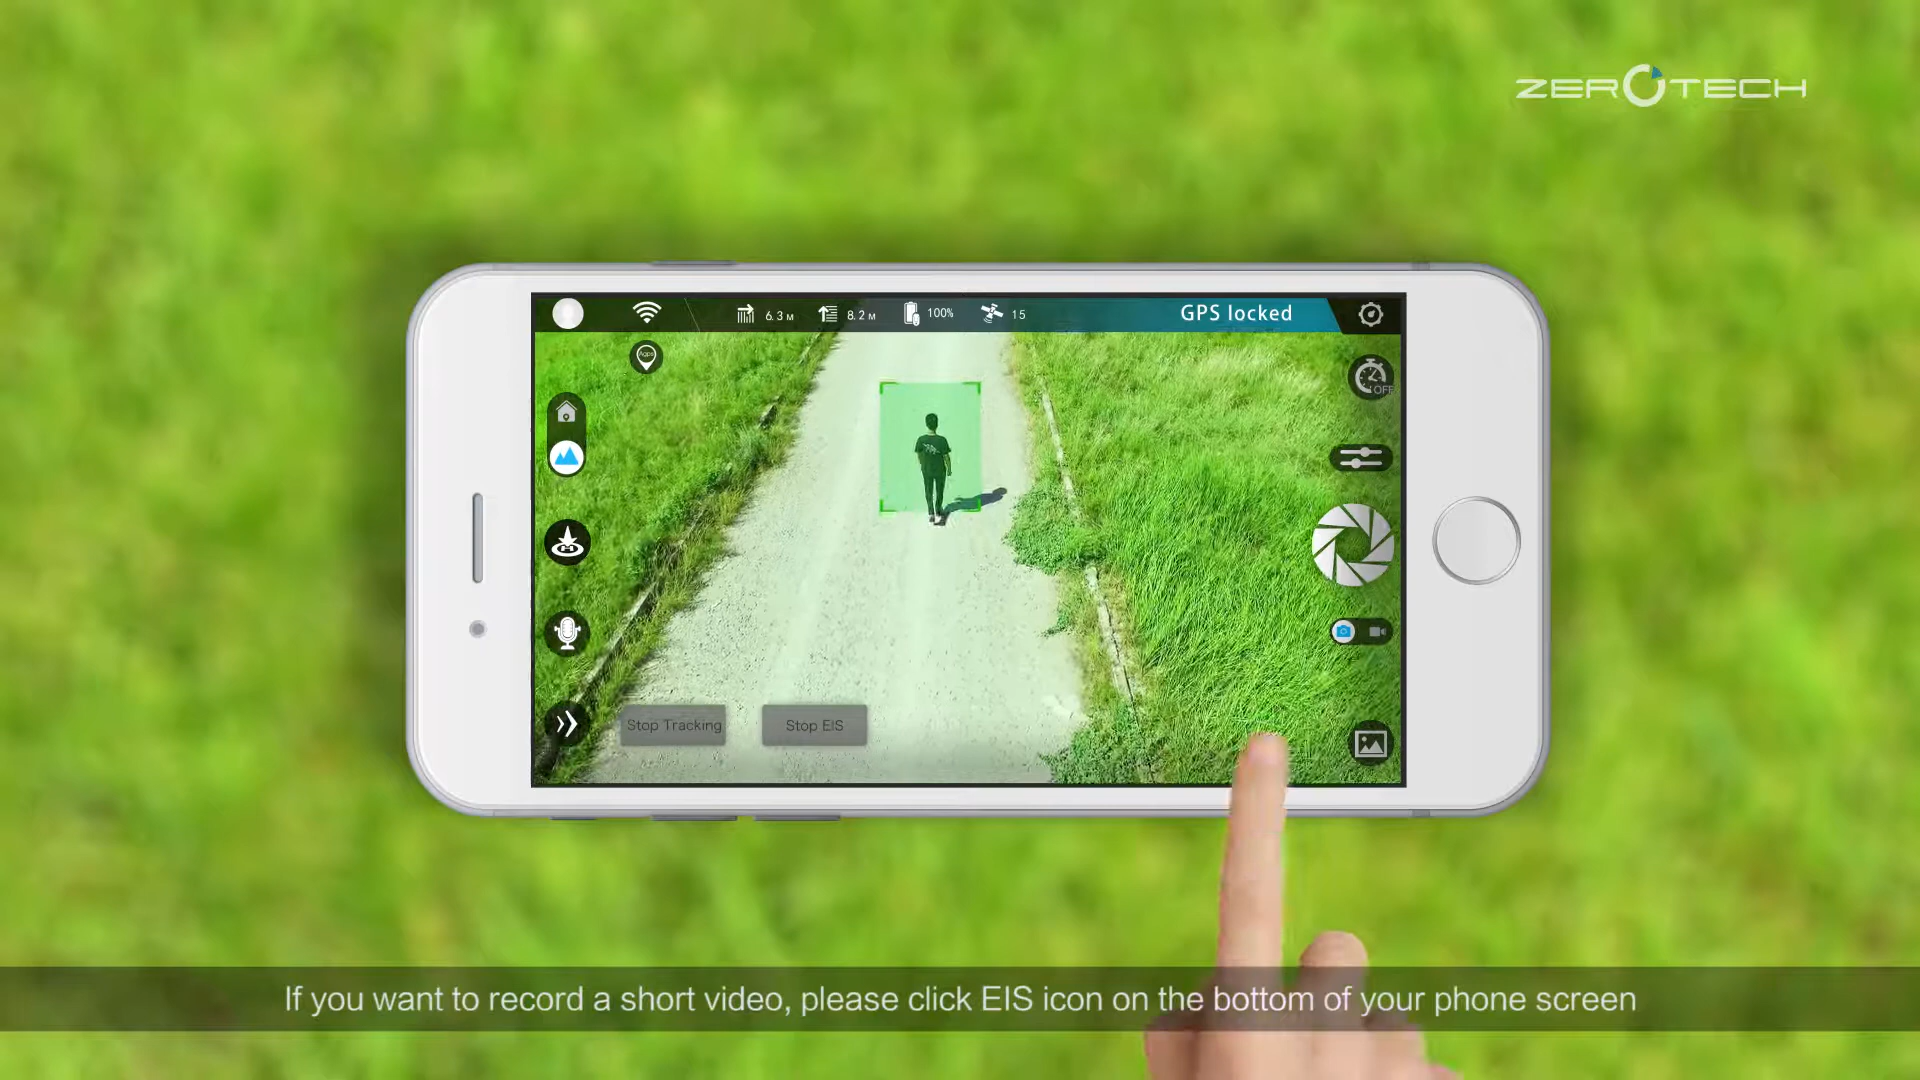 ZEROTECH
6.3 M 8.2 M 100% 15 GPS locked
Agps
OFF
Stop Tracking Stop EIS
If you want to record a short video, please click EIS icon on the bottom of your phone screen